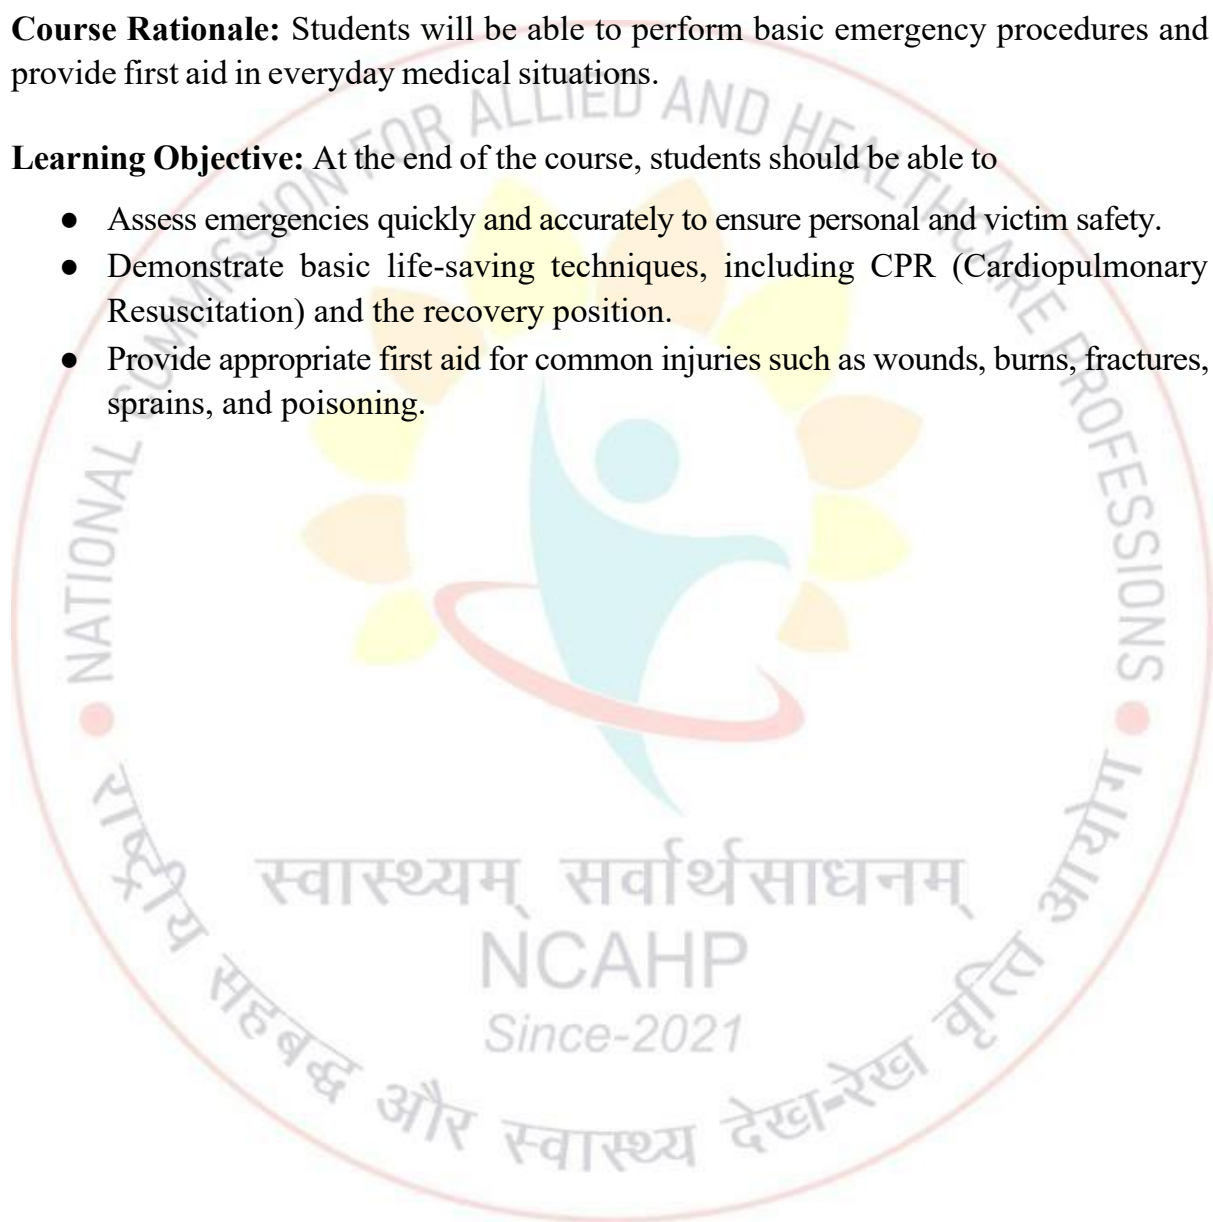 Course Rationale: Students will be able to perform basic emergency procedures and
provide first aid in everyday medical situations.
Learning Objective: At the end of the course, students should be able to
● Assess emergencies quickly and accurately to ensure personal and victim safety.
● Demonstrate basic life-saving techniques, including CPR (Cardiopulmonary
Resuscitation) and the recovery position.
● Provide appropriate first aid for common injuries such as wounds, burns, fractures,
sprains, and poisoning.
NATIONAL COMMISSION FOR ALLIED AND HEALTHCARE PROFESSIONS
स्वास्थ्यम् सर्वार्थसाधनम्
NCAHP
Since-2021
राष्ट्रीय सहबद्ध और स्वास्थ्य देख-रेख वृत्ति आयोग